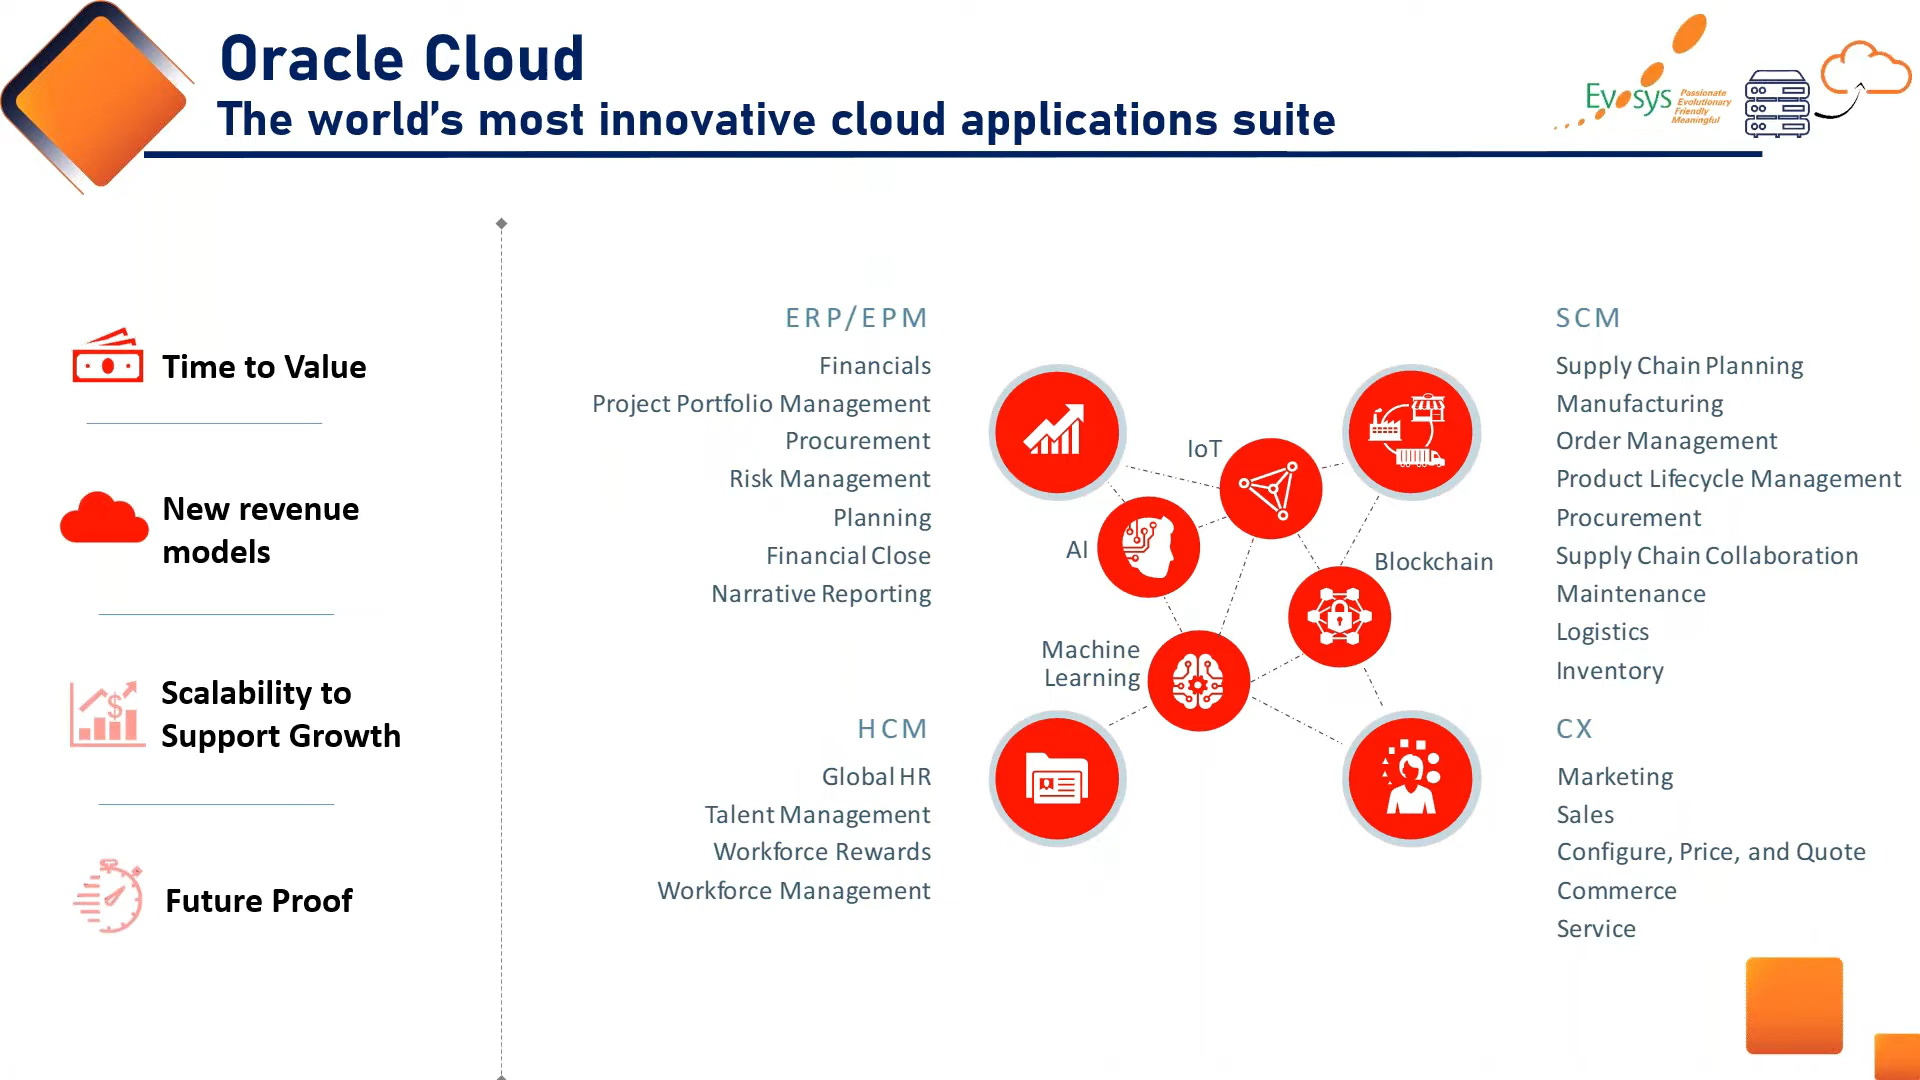 Oracle Cloud
The world's most innovative cloud applications suite
Evosys
Passionate
Evolutionary
Friendly
Meaningful
Time to Value
New revenue
models
Scalability to
Support Growth
$
Future Proof
ERP/EPM
Financials
Project Portfolio Management
Procurement
Risk Management
Planning
Financial Close
Narrative Reporting
HCM
Global HR
Talent Management
Workforce Rewards
Workforce Management
IoT
AI
Blockchain
Machine
Learning
SCM
Supply Chain Planning
Manufacturing
Order Management
Product Lifecycle Management
Procurement
Supply Chain Collaboration
Maintenance
Logistics
Inventory
CX
Marketing
Sales
Configure, Price, and Quote
Commerce
Service